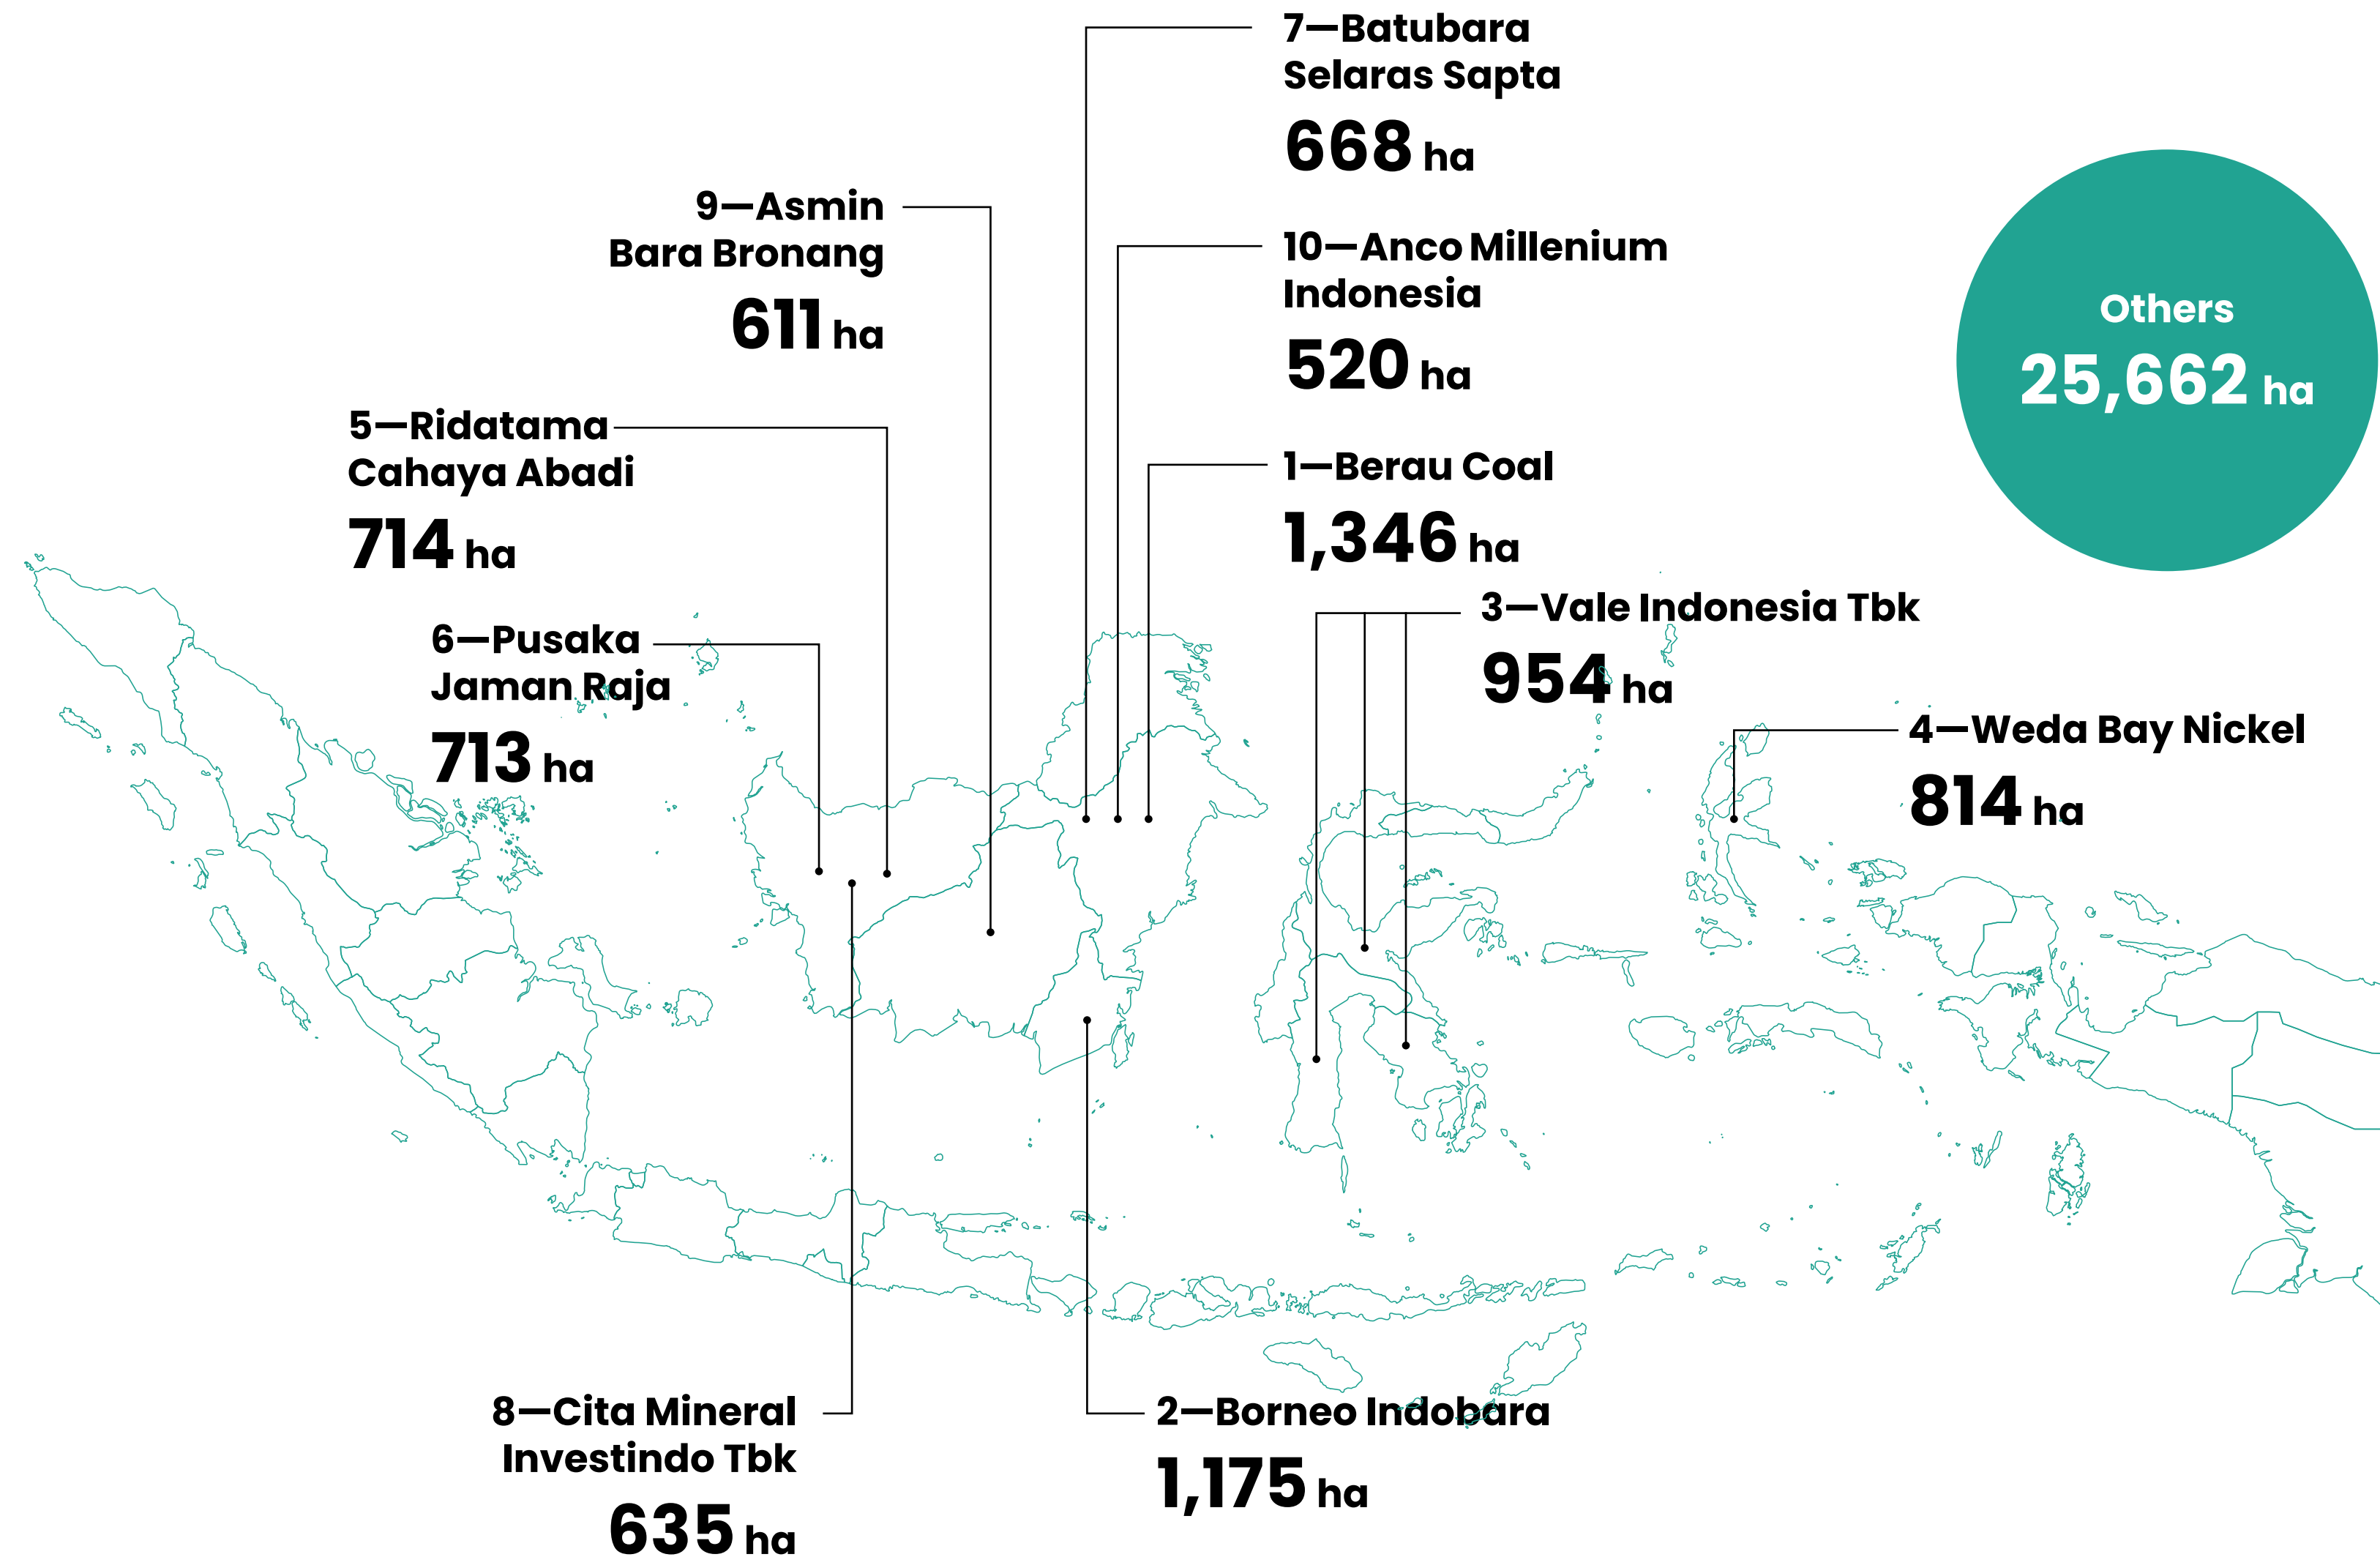 7—Batubara
Selaras Sapta
668 ha
9—Asmin
Bara Bronang
611 ha
10—Anco Millenium
Indonesia
520 ha
Others
25,662 ha
5—Ridatama
Cahaya Abadi
714 ha
1—Berau Coal
1,346 ha
3—Vale Indonesia Tbk
954 ha
6—Pusaka
Jaman Raja
713 ha
4—Weda Bay Nickel
814 ha
8—Cita Mineral
Investindo Tbk
635 ha
2—Borneo Indobara
1,175 ha